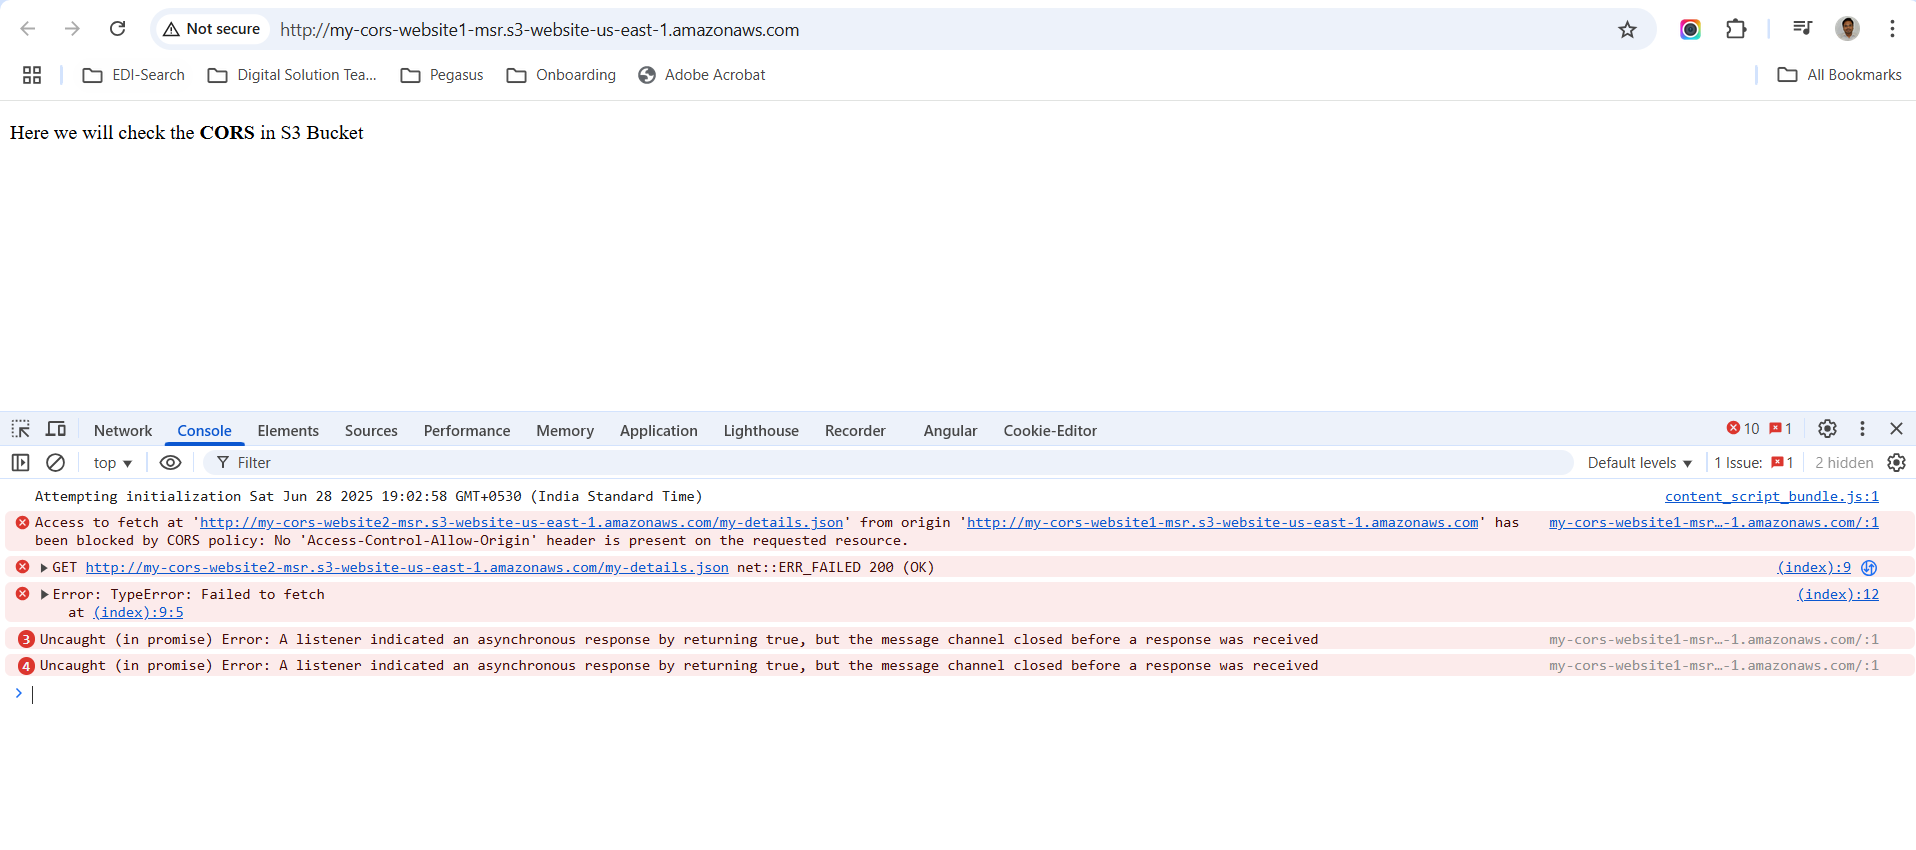 Not secure http://my-cors-website1-msr.s3-website-us-east-1.amazonaws.com
EDI-Search Digital Solution Tea... Pegasus Onboarding Adobe Acrobat All Bookmarks
Here we will check the CORS in S3 Bucket
Network Console Elements Sources Performance Memory Application Lighthouse Recorder Angular Cookie-Editor 10 1
top ▼ Filter Default levels ▼ 1 Issue: 1 2 hidden
Attempting initialization Sat Jun 28 2025 19:02:58 GMT+0530 (India Standard Time) content_script_bundle.js:1
Access to fetch at 'http://my-cors-website2-msr.s3-website-us-east-1.amazonaws.com/my-details.json' from origin 'http://my-cors-website1-msr.s3-website-us-east-1.amazonaws.com' has my-cors-website1-msr…-1.amazonaws.com/:1
been blocked by CORS policy: No 'Access-Control-Allow-Origin' header is present on the requested resource.
▶ GET http://my-cors-website2-msr.s3-website-us-east-1.amazonaws.com/my-details.json net::ERR_FAILED 200 (OK) (index):9
▶ Error: TypeError: Failed to fetch (index):12
at (index):9:5
3 Uncaught (in promise) Error: A listener indicated an asynchronous response by returning true, but the message channel closed before a response was received my-cors-website1-msr…-1.amazonaws.com/:1
4 Uncaught (in promise) Error: A listener indicated an asynchronous response by returning true, but the message channel closed before a response was received my-cors-website1-msr…-1.amazonaws.com/:1